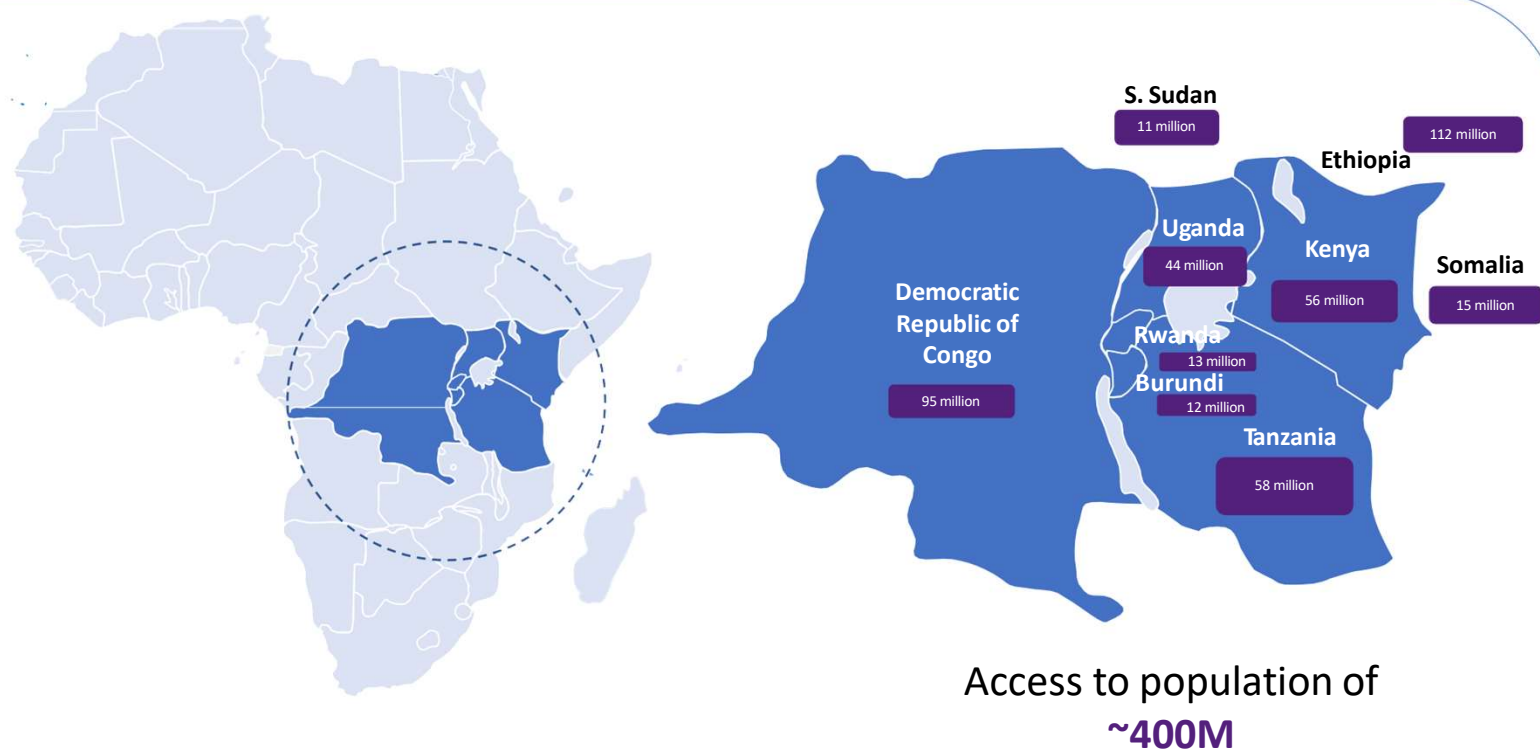 S. Sudan
11 million
112 million
Ethiopia
Uganda
44 million
Kenya
56 million
Somalia
15 million
Democratic
Republic of
Congo
95 million
Rwanda
13 million
Burundi
12 million
Tanzania
58 million
Access to population of
~400M